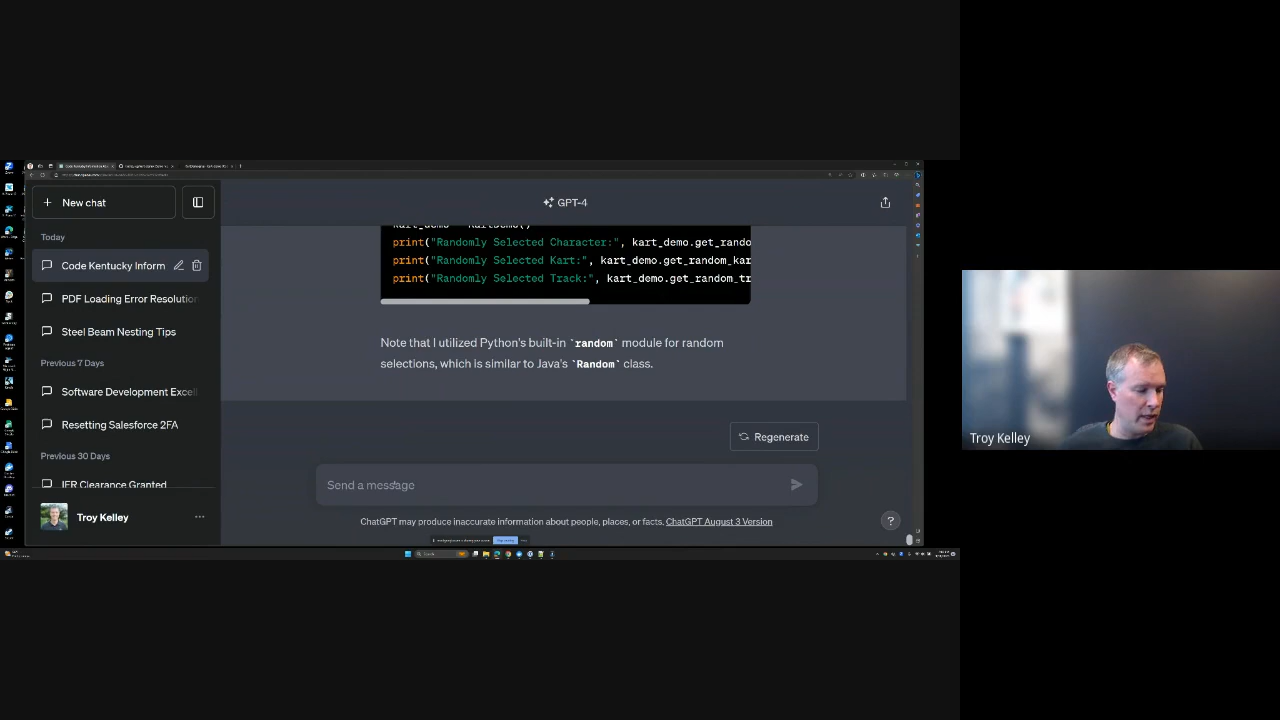 New chat
GPT-4
Today
Code Kentucky Inform
PDF Loading Error Resolution
Steel Beam Nesting Tips
Previous 7 Days
Software Development Excell
Resetting Salesforce 2FA
Previous 30 Days
IFR Clearance Granted
Troy Kelley
kart_demo = KartDemo()
print("Randomly Selected Character:", kart_demo.get_rando
print("Randomly Selected Kart:", kart_demo.get_random_kar
print("Randomly Selected Track:", kart_demo.get_random_tr
Note that I utilized Python's built-in `random` module for random
selections, which is similar to Java's `Random` class.
Regenerate
Send a message
ChatGPT may produce inaccurate information about people, places, or facts. ChatGPT August 3 Version
?
Troy Kelley